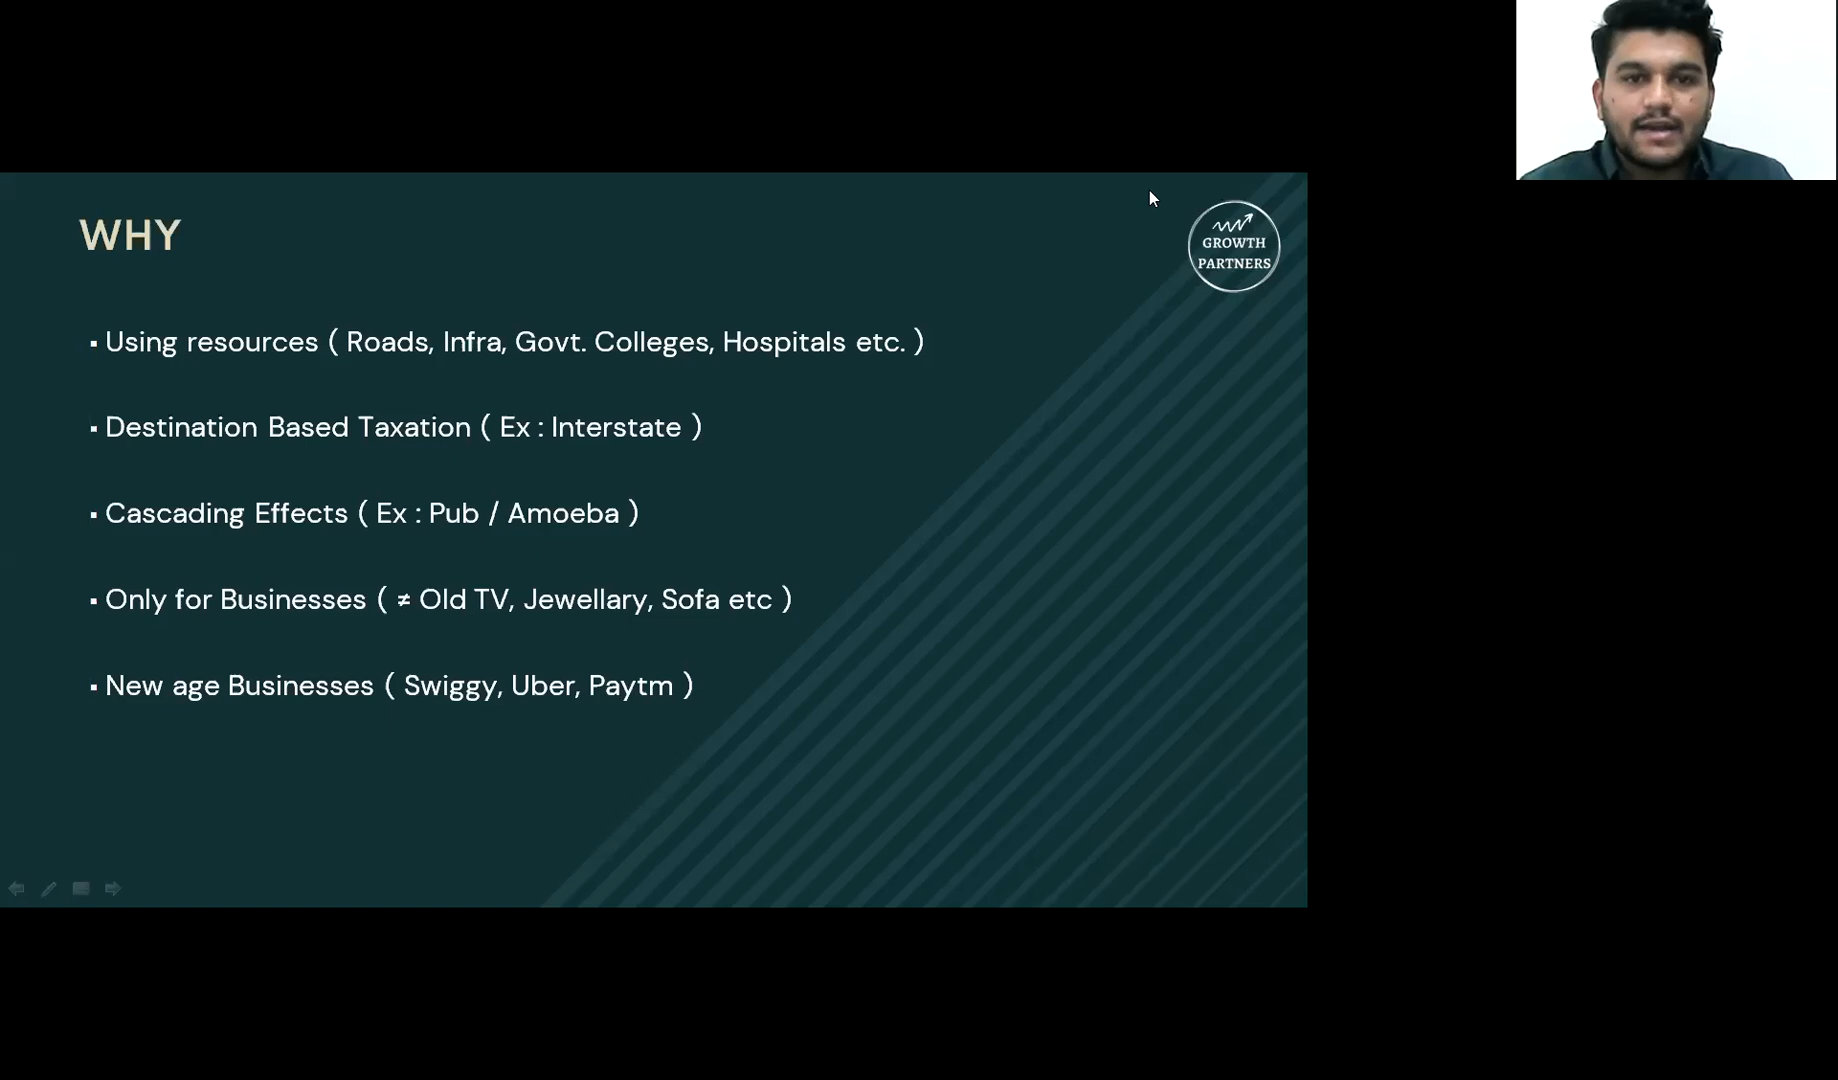 WHY
GROWTH
PARTNERS
▪ Using resources ( Roads, Infra, Govt. Colleges, Hospitals etc. )
▪ Destination Based Taxation ( Ex : Interstate )
▪ Cascading Effects ( Ex : Pub / Amoeba )
▪ Only for Businesses ( ≠ Old TV, Jewellary, Sofa etc )
▪ New age Businesses ( Swiggy, Uber, Paytm )